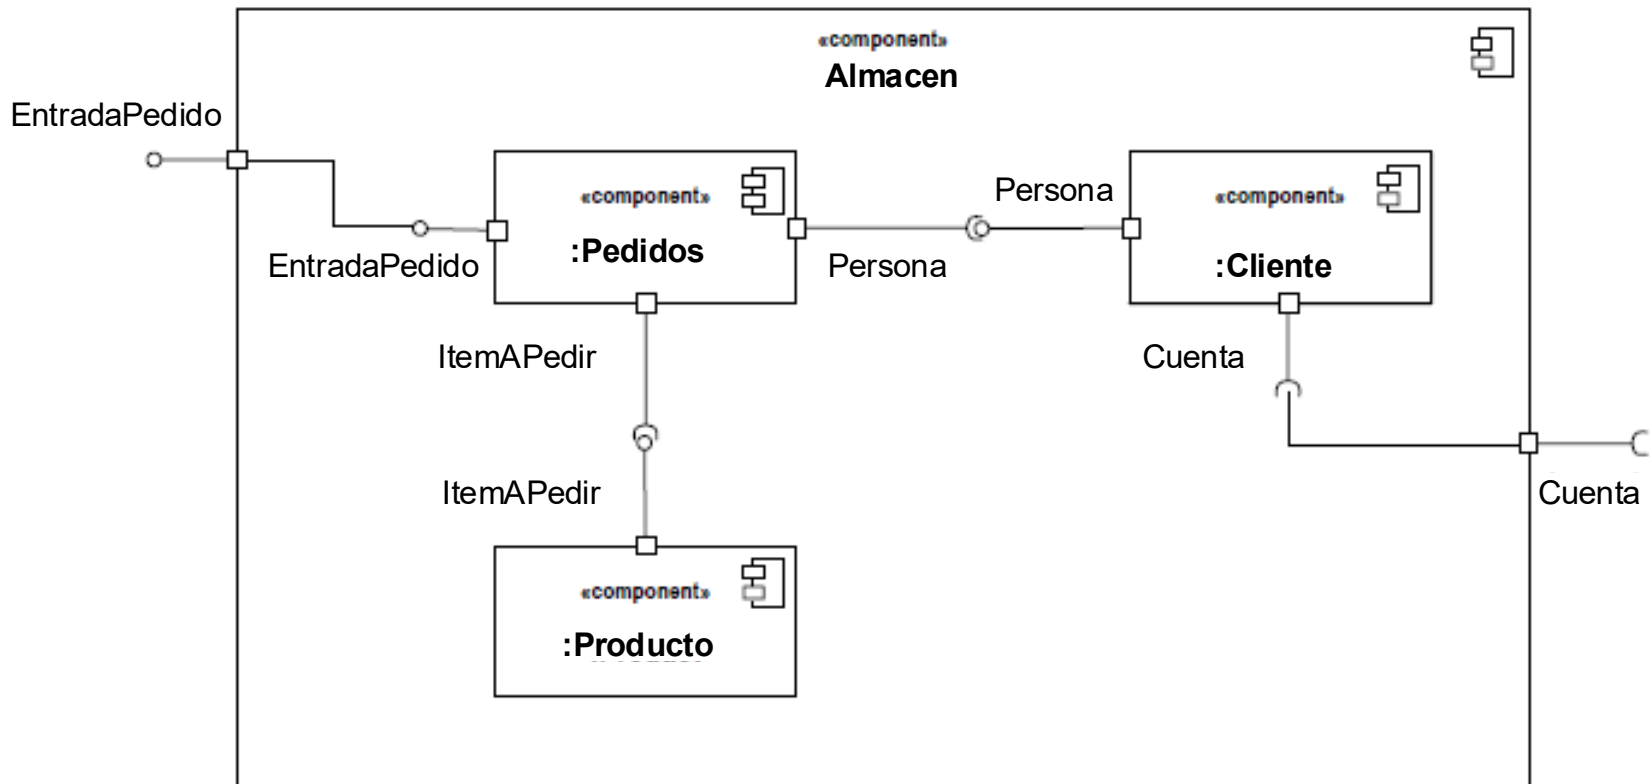 «component»
Almacen
EntradaPedido
«component»
:Pedidos
EntradaPedido
Persona
Persona
«component»
:Cliente
ItemAPedir
Cuenta
ItemAPedir
Cuenta
«component»
:Producto